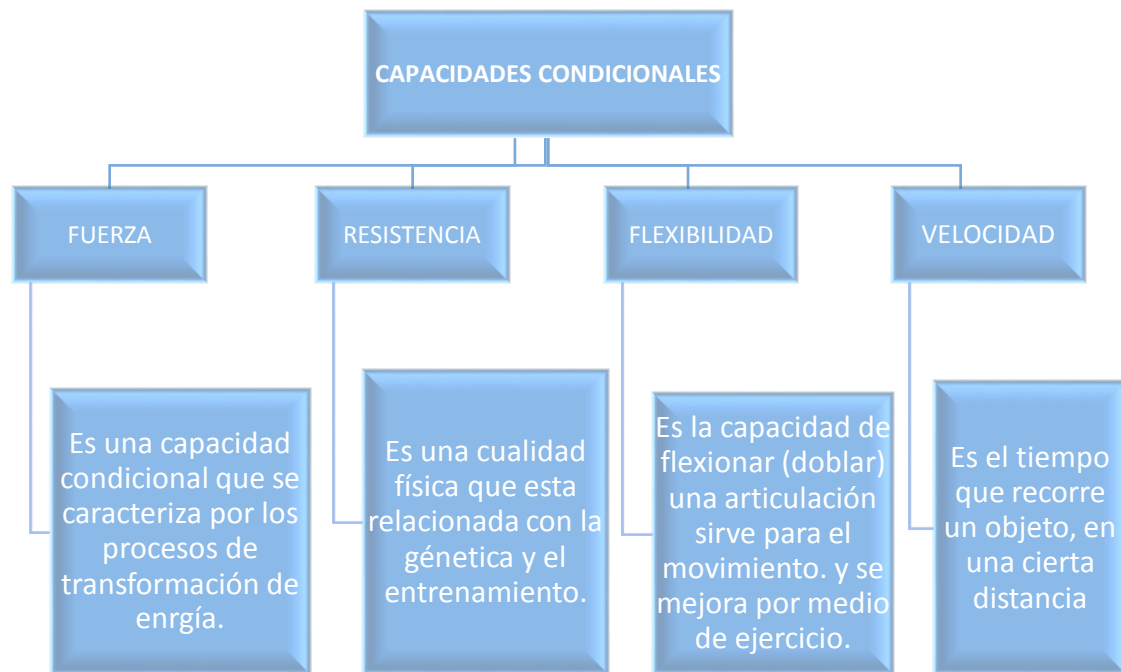 CAPACIDADES CONDICIONALES
FUERZA
RESISTENCIA
FLEXIBILIDAD
VELOCIDAD
Es una capacidad
condicional que se
caracteriza por los
procesos de
transformación de
enrgía.
Es una cualidad
física que esta
relacionada con la
génetica y el
entrenamiento.
Es la capacidad de
flexionar (doblar)
una articulación
sirve para el
movimiento. y se
mejora por medio
de ejercicio.
Es el tiempo
que recorre
un objeto, en
una cierta
distancia